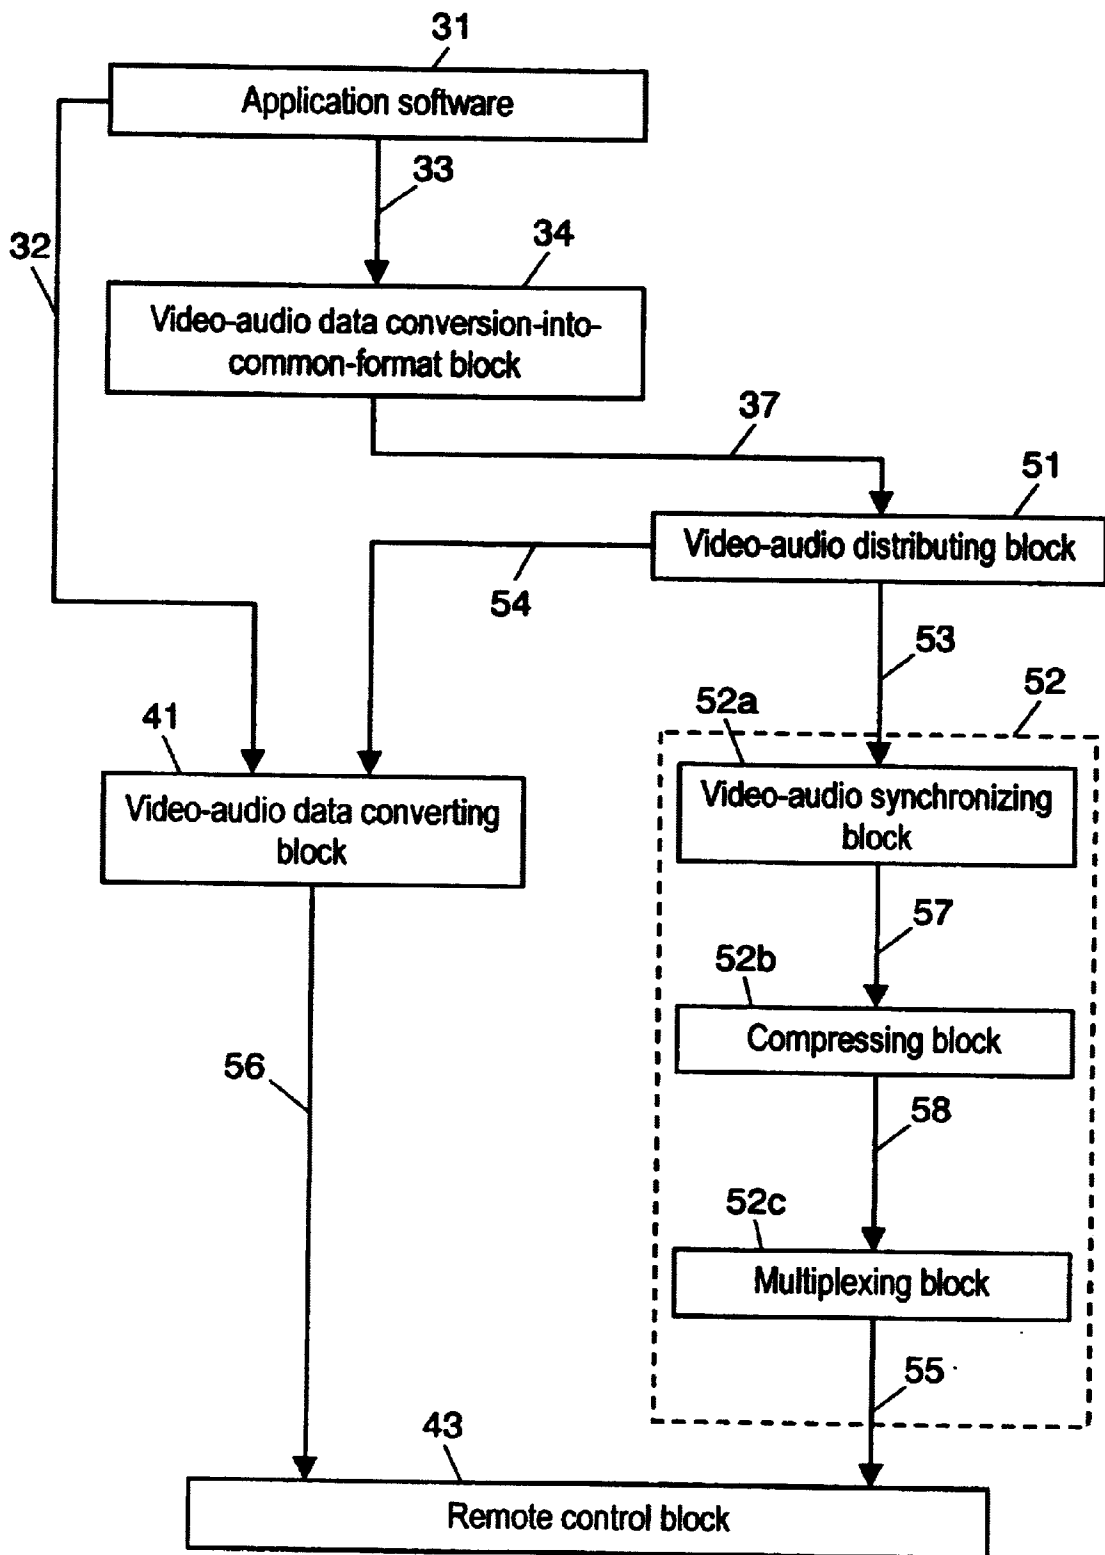 31
Application software
33
32
34
Video-audio data conversion-into-
common-format block
37
51
Video-audio distributing block
54
53
52
52a
41
Video-audio data converting
block
Video-audio synchronizing
block
57
52b
Compressing block
56
58
52c
Multiplexing block
55
43
Remote control block